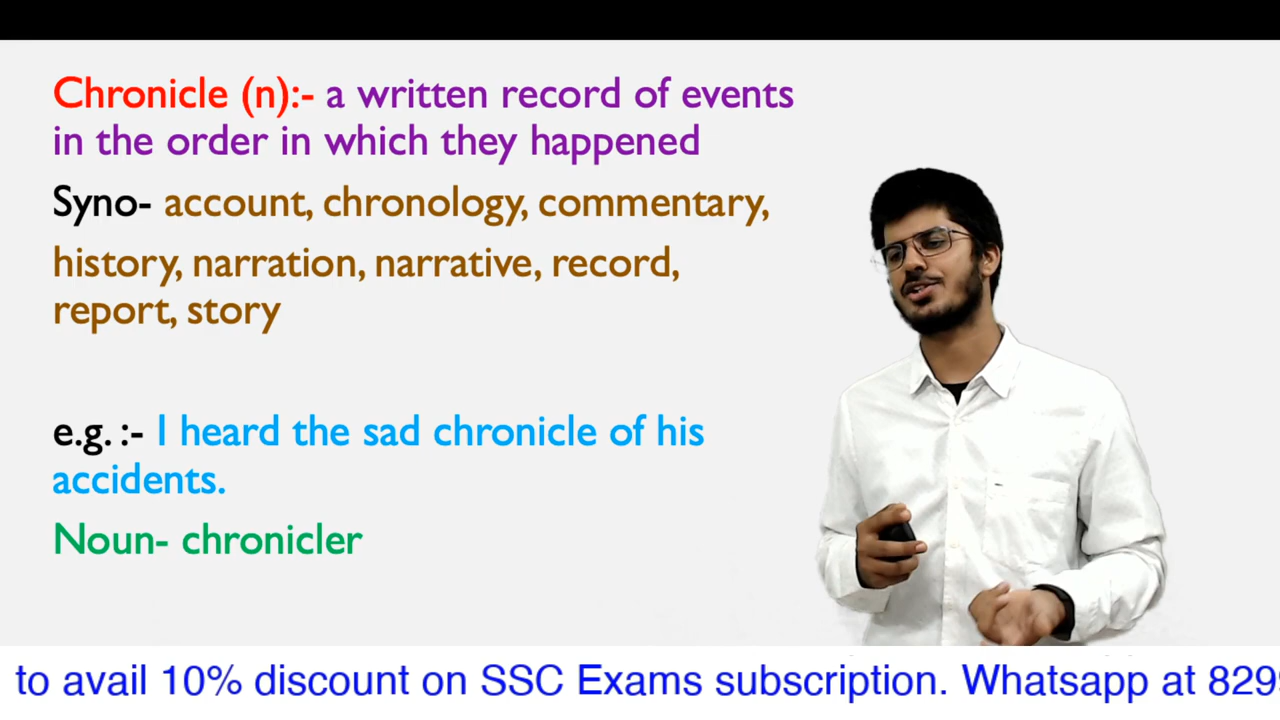 Chronicle (n):- a written record of events
in the order in which they happened
Syno- account, chronology, commentary,
history, narration, narrative, record,
report, story
e.g. :- I heard the sad chronicle of his
accidents.
Noun- chronicler
to avail 10% discount on SSC Exams subscription. Whatsapp at 829